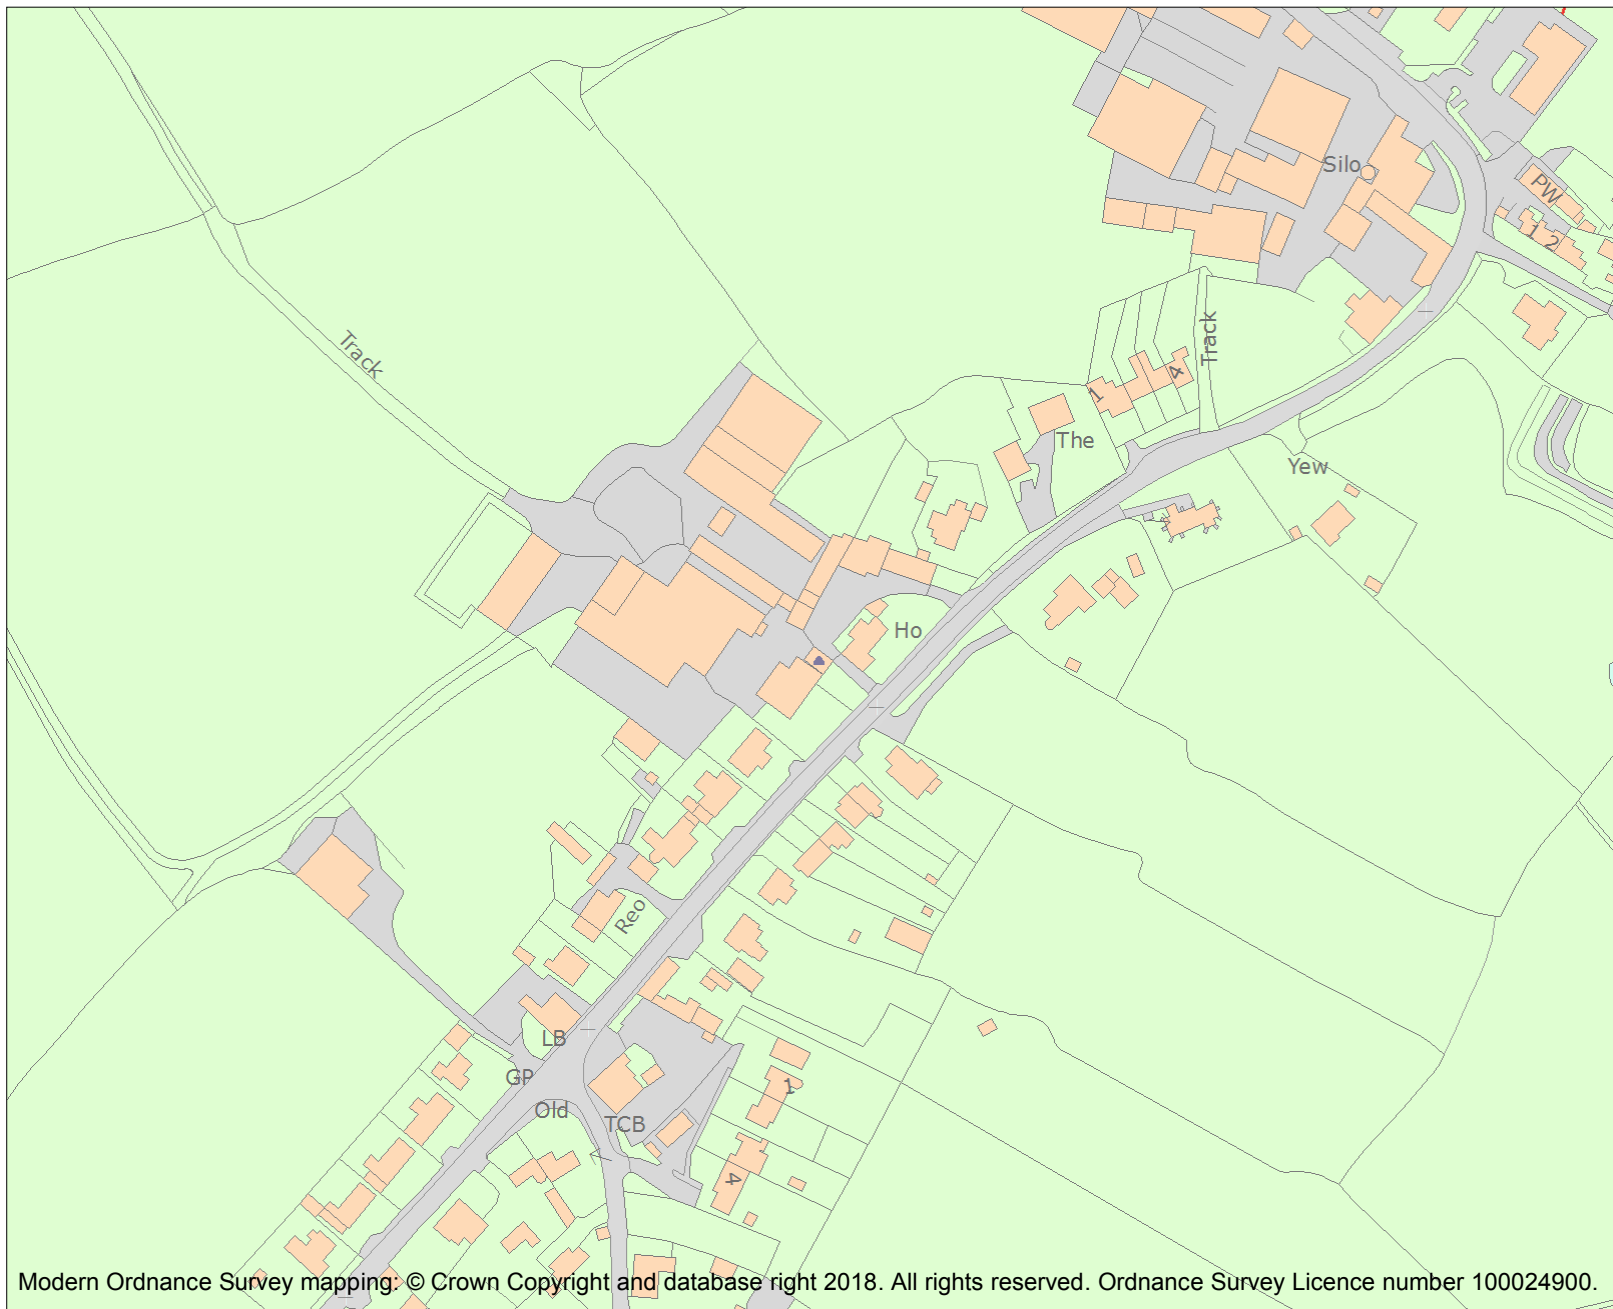 Silo
PW
1
2
Track
Track
4
1
The
Yew
Ho
Reo
LB
GP
1
Old
TCB
4
Modern Ordnance Survey mapping: © Crown Copyright and database right 2018. All rights reserved. Ordnance Survey Licence number 100024900.